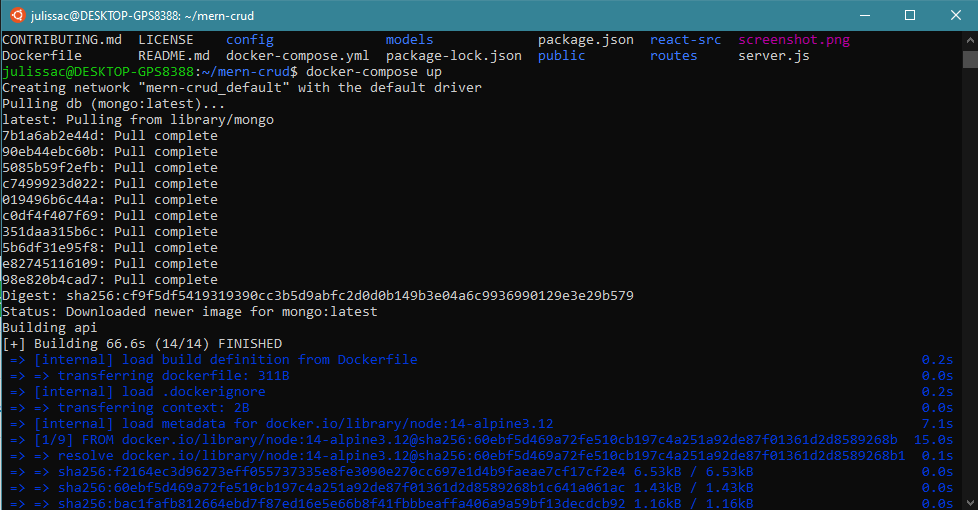 julissac@DESKTOP-GPS8388: ~/mern-crud
CONTRIBUTING.md  LICENSE    config              models             package.json  react-src  screenshot.png
Dockerfile       README.md  docker-compose.yml  package-lock.json  public        routes     server.js
julissac@DESKTOP-GPS8388:~/mern-crud$ docker-compose up
Creating network "mern-crud_default" with the default driver
Pulling db (mongo:latest)...
latest: Pulling from library/mongo
7b1a6ab2e44d: Pull complete
90eb44ebc60b: Pull complete
5085b59f2efb: Pull complete
c7499923d022: Pull complete
019496b6c44a: Pull complete
c0df4f407f69: Pull complete
351daa315b6c: Pull complete
5b6df31e95f8: Pull complete
e82745116109: Pull complete
98e820b4cad7: Pull complete
Digest: sha256:cf9f5df5419319390cc3b5d9abfc2d0d0b149b3e04a6c9936990129e3e29b579
Status: Downloaded newer image for mongo:latest
Building api
[+] Building 66.6s (14/14) FINISHED
=> [internal] load build definition from Dockerfile 0.2s
=> => transferring dockerfile: 311B 0.0s
=> [internal] load .dockerignore 0.2s
=> => transferring context: 2B 0.0s
=> [internal] load metadata for docker.io/library/node:14-alpine3.12 7.1s
=> [1/9] FROM docker.io/library/node:14-alpine3.12@sha256:60ebf5d469a72fe510cb197c4a251a92de87f01361d2d8589268b 15.0s
=> => resolve docker.io/library/node:14-alpine3.12@sha256:60ebf5d469a72fe510cb197c4a251a92de87f01361d2d8589268b1 0.1s
=> => sha256:f2164ec3d96273eff055737335e8fe3090e270cc697e1d4b9faeae7cf17cf2e4 6.53kB / 6.53kB 0.0s
=> => sha256:60ebf5d469a72fe510cb197c4a251a92de87f01361d2d8589268b1c641a061ac 1.43kB / 1.43kB 0.0s
=> => sha256:bac1fafb812664ebd7f87ed16e5e66b8f41fbbbeaffa406a9a59bf13decdcb92 1.16kB / 1.16kB 0.0s